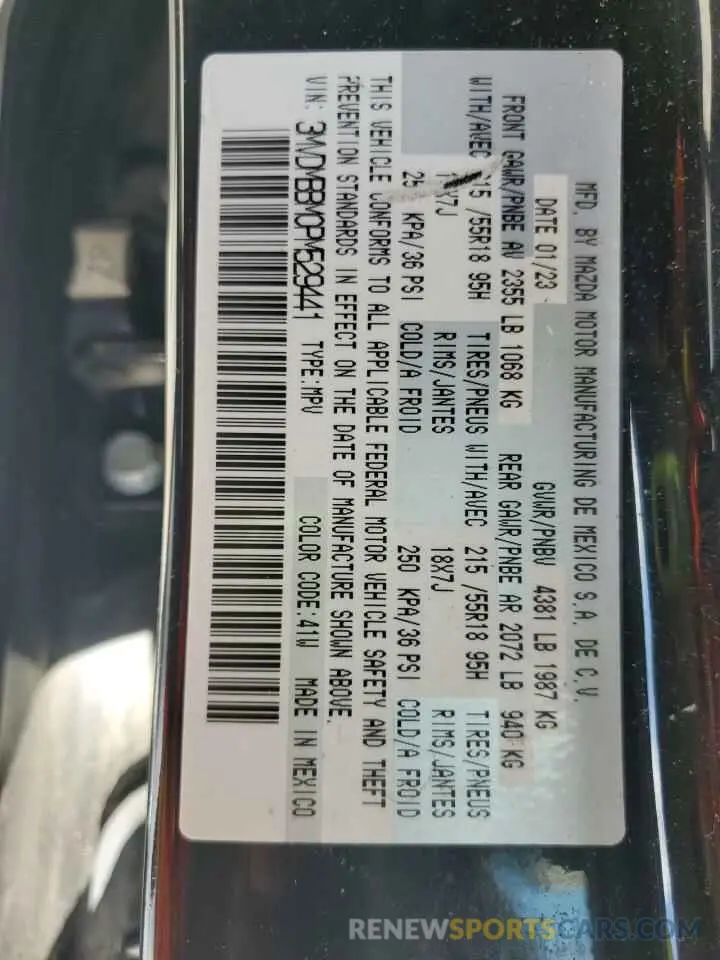 MFD. BY MAZDA MOTOR MANUFACTURING DE MEXICO S.A. DE C.V.
DATE 01/23 GVWR/PNBV 4381 LB 1987 KG
FRONT GAWR/PNBE AV 2355 LB 1068 KG REAR GAWR/PNBE AR 2072 LB 940 KG
WITH/AVEC 215 /55R18 95H TIRES/PNEUS WITH/AVEC 215 /55R18 95H TIRES/PNEUS
RIMS/JANTES 18X7J RIMS/JANTES
KPA/36 PSI COLD/A FROID 250 KPA/36 PSI COLD/A FROID
THIS VEHICLE CONFORMS TO ALL APPLICABLE FEDERAL MOTOR VEHICLE SAFETY AND THEFT
PREVENTION STANDARDS IN EFFECT ON THE DATE OF MANUFACTURE SHOWN ABOVE.
VIN: 3MVDMBBM0PM529441 TYPE:MPV COLOR CODE:41W MADE IN MEXICO
RENEWSPORTSCARS.COM